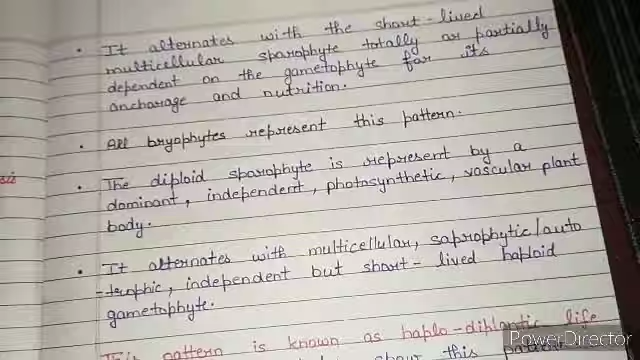 • It alternates with the short-lived
multicellular sporophyte totally or partially
dependent on the gametophyte for its
anchorage and nutrition.
• All bryophytes represent this pattern.
• The diploid sporophyte is represent by a
dominant, independent, photosynthetic, vascular plant
body.
• It alternates with multicellular, saprophytic/auto
-trophic, independent but short-lived haploid
gametophyte.
This pattern is known as haplo-diplontic life
show this pattern
PowerDirector